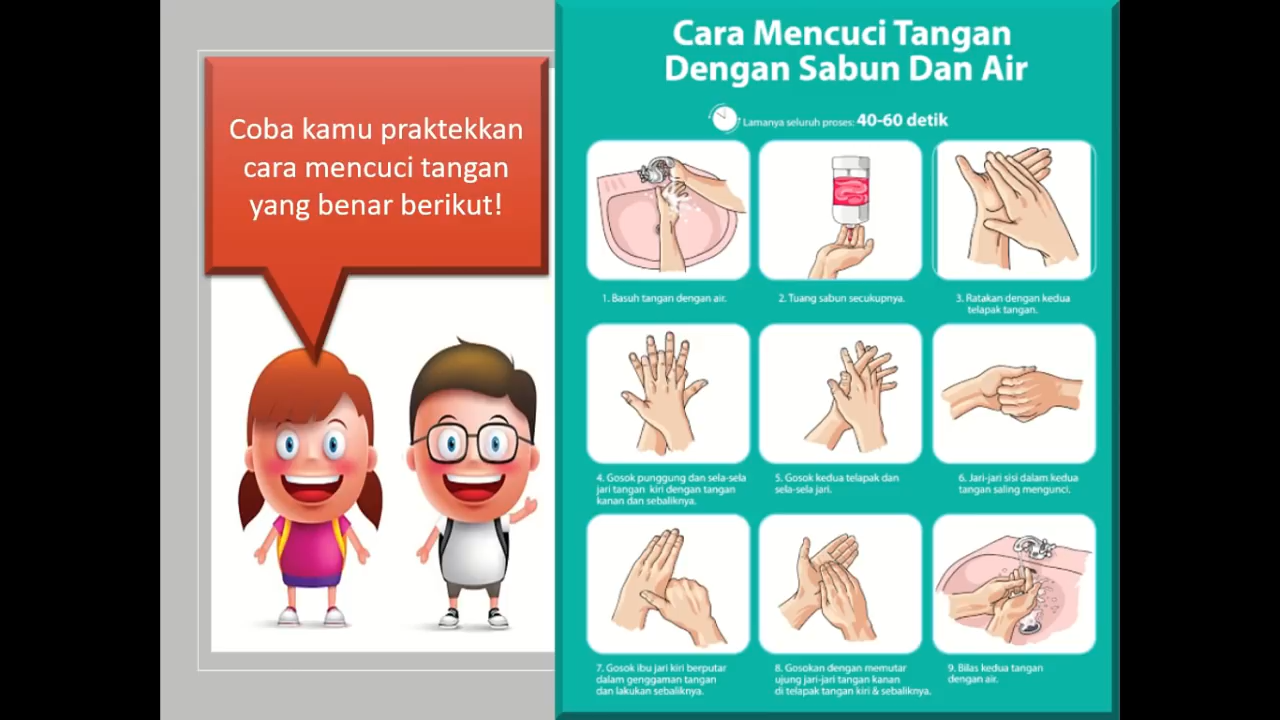 Coba kamu praktekkan
cara mencuci tangan
yang benar berikut!
Cara Mencuci Tangan
Dengan Sabun Dan Air
Lamanya seluruh proses: 40-60 detik
1. Basuh tangan dengan air.
2. Tuang sabun secukupnya.
3. Ratakan dengan kedua
telapak tangan.
4. Gosok punggung dan sela-sela
jari tangan kiri dengan tangan
kanan dan sebaliknya.
5. Gosok kedua telapak dan
sela-sela jari.
6. Jari-jari sisi dalam kedua
tangan saling mengunci.
7. Gosok ibu jari kiri berputar
dalam genggaman tangan
dan lakukan sebaliknya.
8. Gosokan dengan memutar
ujung jari-jari tangan kanan
di telapak tangan kiri & sebaliknya.
9. Bilas kedua tangan
dengan air.